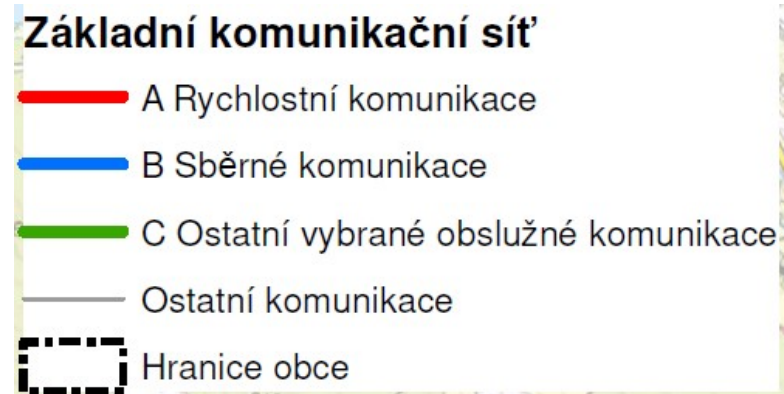 Základní komunikační síť
A Rychlostní komunikace
B Sběrné komunikace
C Ostatní vybrané obslužné komunikace
Ostatní komunikace
Hranice obce